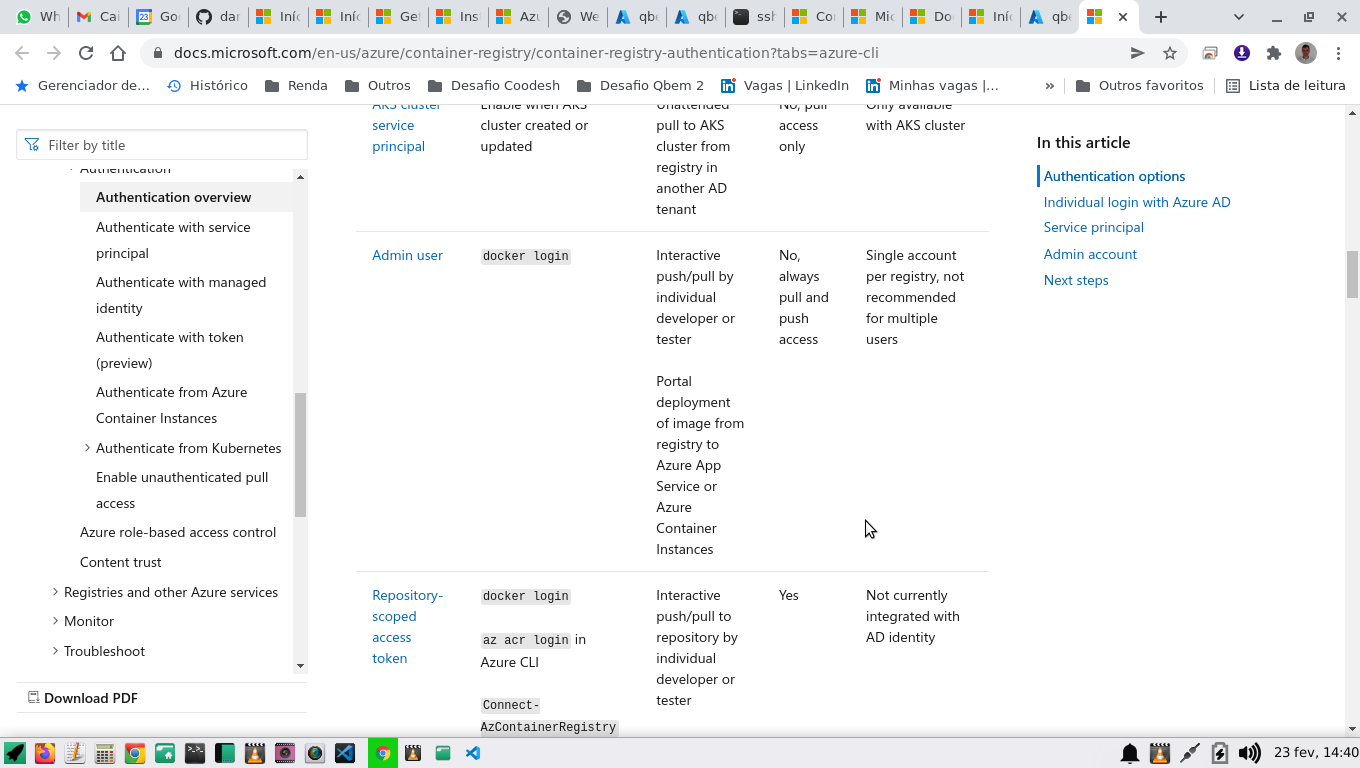 Wh
Cai
Goo
dar
Iníc
Iníc
Get
Inst
Azu
We
qbe
qbe
ssh
Co
Mic
Do
Iníc
qbe
docs.microsoft.com/en-us/azure/container-registry/container-registry-authentication?tabs=azure-cli
Gerenciador de...
Histórico
Renda
Outros
Desafio Coodesh
Desafio Qbem 2
Vagas | LinkedIn
Minhas vagas |...
»
Outros favoritos
Lista de leitura
Filter by title
Authentication
Authentication overview
Authenticate with service
principal
Authenticate with managed
identity
Authenticate with token
(preview)
Authenticate from Azure
Container Instances
Authenticate from Kubernetes
Enable unauthenticated pull
access
Azure role-based access control
Content trust
Registries and other Azure services
Monitor
Troubleshoot
Download PDF
AKS cluster
service
principal
Enable when AKS
cluster created or
updated
Unattended
pull to AKS
cluster from
registry in
another AD
tenant
No, pull
access
only
Only available
with AKS cluster
Admin user
docker login
Interactive
push/pull by
individual
developer or
tester
Portal
deployment
of image from
registry to
Azure App
Service or
Azure
Container
Instances
No,
always
pull and
push
access
Single account
per registry, not
recommended
for multiple
users
Repository-
scoped
access
token
docker login
az acr login in
Azure CLI
Connect-
AzContainerRegistry
Interactive
push/pull to
repository by
individual
developer or
tester
Yes
Not currently
integrated with
AD identity
In this article
Authentication options
Individual login with Azure AD
Service principal
Admin account
Next steps
23 fev, 14:40